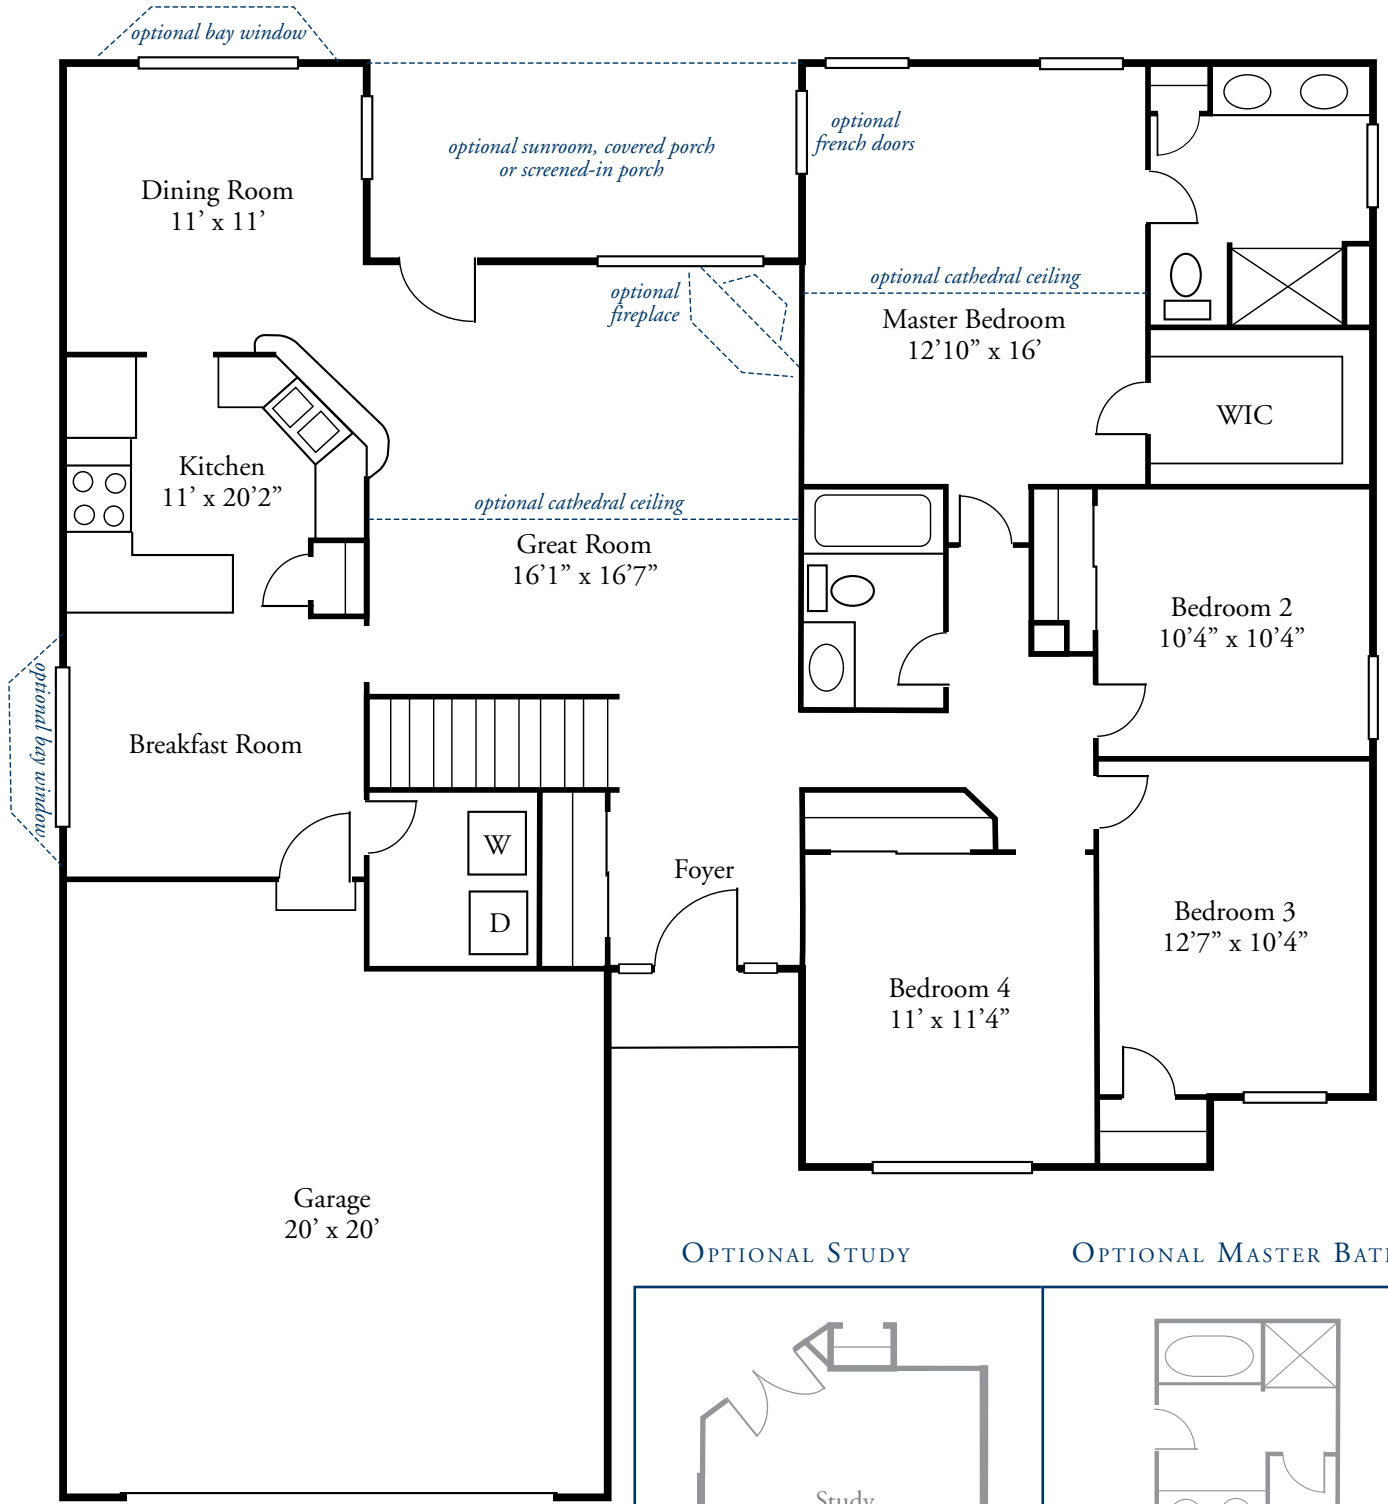 optional bay window
optional sunroom, covered porch
or screened-in porch
optional
french doors
Dining Room
11’ x 11’
optional cathedral ceiling
optional
fireplace
Master Bedroom
12’10” x 16’
WIC
Kitchen
11’ x 20’2”
optional cathedral ceiling
Great Room
16’1” x 16’7”
Bedroom 2
10’4” x 10’4”
optional bay window
Breakfast Room
W
D
Foyer
Bedroom 3
12’7” x 10’4”
Bedroom 4
11’ x 11’4”
Garage
20’ x 20’
Optional Study
Optional Master
Study